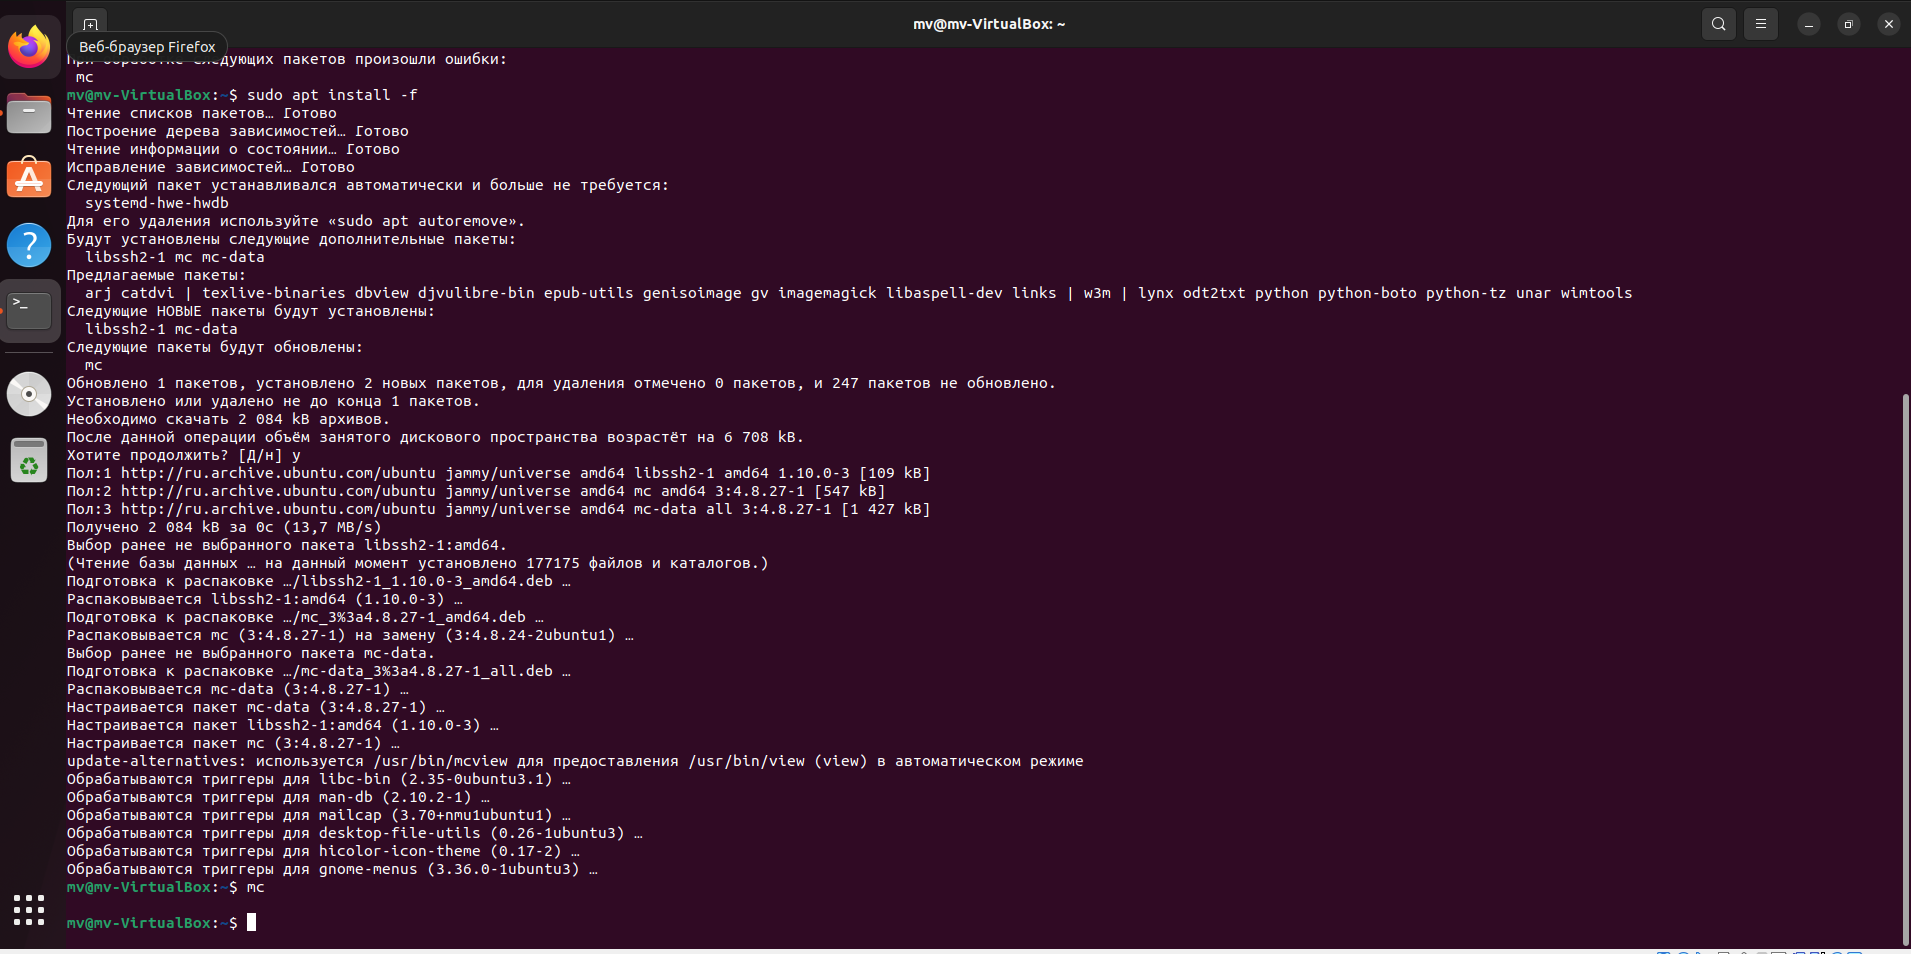 mv@mv-VirtualBox: ~
Веб-браузер Firefox
При обработке следующих пакетов произошли ошибки:
mc
mv@mv-VirtualBox:~$ sudo apt install -f
Чтение списков пакетов… Готово
Построение дерева зависимостей… Готово
Чтение информации о состоянии… Готово
Исправление зависимостей… Готово
Следующий пакет устанавливался автоматически и больше не требуется:
systemd-hwe-hwdb
Для его удаления используйте «sudo apt autoremove».
Будут установлены следующие дополнительные пакеты:
libssh2-1 mc mc-data
Предлагаемые пакеты:
arj catdvi | texlive-binaries dbview djvulibre-bin epub-utils genisoimage gv imagemagick libaspell-dev links | w3m | lynx odt2txt python python-boto python-tz unar wimtools
Следующие НОВЫЕ пакеты будут установлены:
libssh2-1 mc-data
Следующие пакеты будут обновлены:
mc
Обновлено 1 пакетов, установлено 2 новых пакетов, для удаления отмечено 0 пакетов, и 247 пакетов не обновлено.
Установлено или удалено не до конца 1 пакетов.
Необходимо скачать 2 084 kB архивов.
После данной операции объём занятого дискового пространства возрастёт на 6 708 kB.
Хотите продолжить? [Д/н] y
Пол:1 http://ru.archive.ubuntu.com/ubuntu jammy/universe amd64 libssh2-1 amd64 1.10.0-3 [109 kB]
Пол:2 http://ru.archive.ubuntu.com/ubuntu jammy/universe amd64 mc amd64 3:4.8.27-1 [547 kB]
Пол:3 http://ru.archive.ubuntu.com/ubuntu jammy/universe amd64 mc-data all 3:4.8.27-1 [1 427 kB]
Получено 2 084 kB за 0с (13,7 MB/s)
Выбор ранее не выбранного пакета libssh2-1:amd64.
(Чтение базы данных … на данный момент установлено 177175 файлов и каталогов.)
Подготовка к распаковке …/libssh2-1_1.10.0-3_amd64.deb …
Распаковывается libssh2-1:amd64 (1.10.0-3) …
Подготовка к распаковке …/mc_3%3a4.8.27-1_amd64.deb …
Распаковывается mc (3:4.8.27-1) на замену (3:4.8.24-2ubuntu1) …
Выбор ранее не выбранного пакета mc-data.
Подготовка к распаковке …/mc-data_3%3a4.8.27-1_all.deb …
Распаковывается mc-data (3:4.8.27-1) …
Настраивается пакет mc-data (3:4.8.27-1) …
Настраивается пакет libssh2-1:amd64 (1.10.0-3) …
Настраивается пакет mc (3:4.8.27-1) …
update-alternatives: используется /usr/bin/mcview для предоставления /usr/bin/view (view) в автоматическом режиме
Обрабатываются триггеры для libc-bin (2.35-0ubuntu3.1) …
Обрабатываются триггеры для man-db (2.10.2-1) …
Обрабатываются триггеры для mailcap (3.70+nmu1ubuntu1) …
Обрабатываются триггеры для desktop-file-utils (0.26-1ubuntu3) …
Обрабатываются триггеры для hicolor-icon-theme (0.17-2) …
Обрабатываются триггеры для gnome-menus (3.36.0-1ubuntu3) …
mv@mv-VirtualBox:~$ mc
mv@mv-VirtualBox:~$